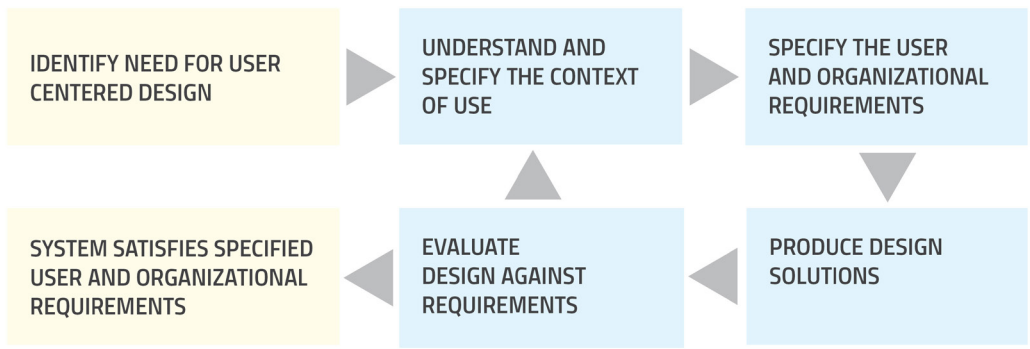 IDENTIFY NEED FOR USER
CENTERED DESIGN
UNDERSTAND AND
SPECIFY THE CONTEXT
OF USE
SPECIFY THE USER
AND ORGANIZATIONAL
REQUIREMENTS
PRODUCE DESIGN
SOLUTIONS
EVALUATE
DESIGN AGAINST
REQUIREMENTS
SYSTEM SATISFIES SPECIFIED
USER AND ORGANIZATIONAL
REQUIREMENTS